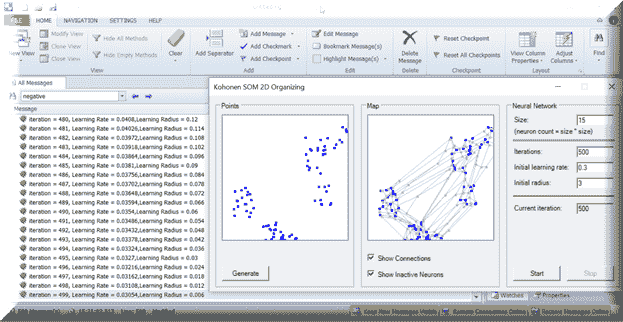 FILE HOME NAVIGATION SETTINGS HELP
New View
Modify View
Close View
Close View
Hide All Methods
Hide Empty Methods
View
Clear
Add Separator
Add Message
Add Checkmark
Add Checkpoint
Add
Edit Message
Bookmark Message(s)
Highlight Message(s)
Edit
Delete Message
Reset Checkpoint
Reset All Checkpoints
Checkpoint
View Column Properties
Adjust Columns
Layout
Find
All Messages
negative
Message
iteration = 480, Learning Rate = 0.0408,Learning Radius = 0.12
iteration = 481, Learning Rate = 0.04026,Learning Radius = 0.114
iteration = 482, Learning Rate = 0.03972,Learning Radius = 0.108
iteration = 483, Learning Rate = 0.03918,Learning Radius = 0.102
iteration = 484, Learning Rate = 0.03864,Learning Radius = 0.096
iteration = 485, Learning Rate = 0.0381,Learning Radius = 0.09
iteration = 486, Learning Rate = 0.03756,Learning Radius = 0.084
iteration = 487, Learning Rate = 0.03702,Learning Radius = 0.078
iteration = 488, Learning Rate = 0.03648,Learning Radius = 0.072
iteration = 489, Learning Rate = 0.03594,Learning Radius = 0.066
iteration = 490, Learning Rate = 0.0354,Learning Radius = 0.06
iteration = 491, Learning Rate = 0.03486,Learning Radius = 0.054
iteration = 492, Learning Rate = 0.03432,Learning Radius = 0.048
iteration = 493, Learning Rate = 0.03378,Learning Radius = 0.042
iteration = 494, Learning Rate = 0.03324,Learning Radius = 0.036
iteration = 495, Learning Rate = 0.0327,Learning Radius = 0.03
iteration = 496, Learning Rate = 0.03216,Learning Radius = 0.024
iteration = 497, Learning Rate = 0.03162,Learning Radius = 0.018
iteration = 498, Learning Rate = 0.03108,Learning Radius = 0.012
iteration = 499, Learning Rate = 0.03054,Learning Radius = 0.006
Kohonen SOM 2D Organizing
Points
Generate
Map
Show Connections
Show Inactive Neurons
Neural Network
Size: 15
(neuron count = size * size)
Iterations: 500
Initial learning rate: 0.3
Initial radius: 3
Current iteration: 500
Start Stop
Watches Properties